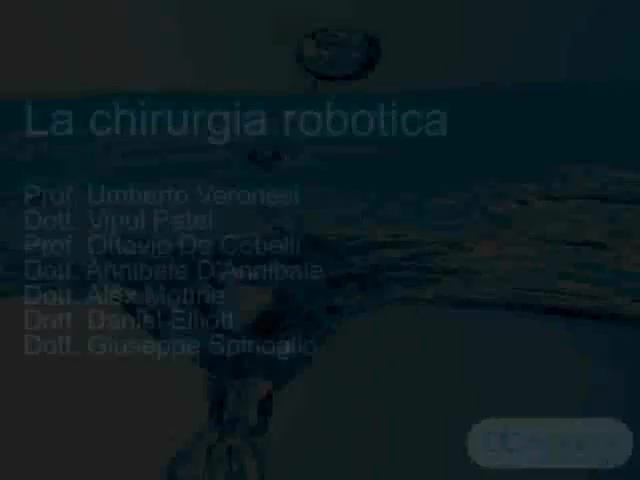 La chirurgia robotica
Prof. Umberto Veronesi
Dott. Vipul Patel
Prof. Ottavio De Cobelli
Dott. Annibale D'Annibale
Dott. Alex Mottrie
Dott. Daniel Elliott
Dott. Giuseppe Spinoglio